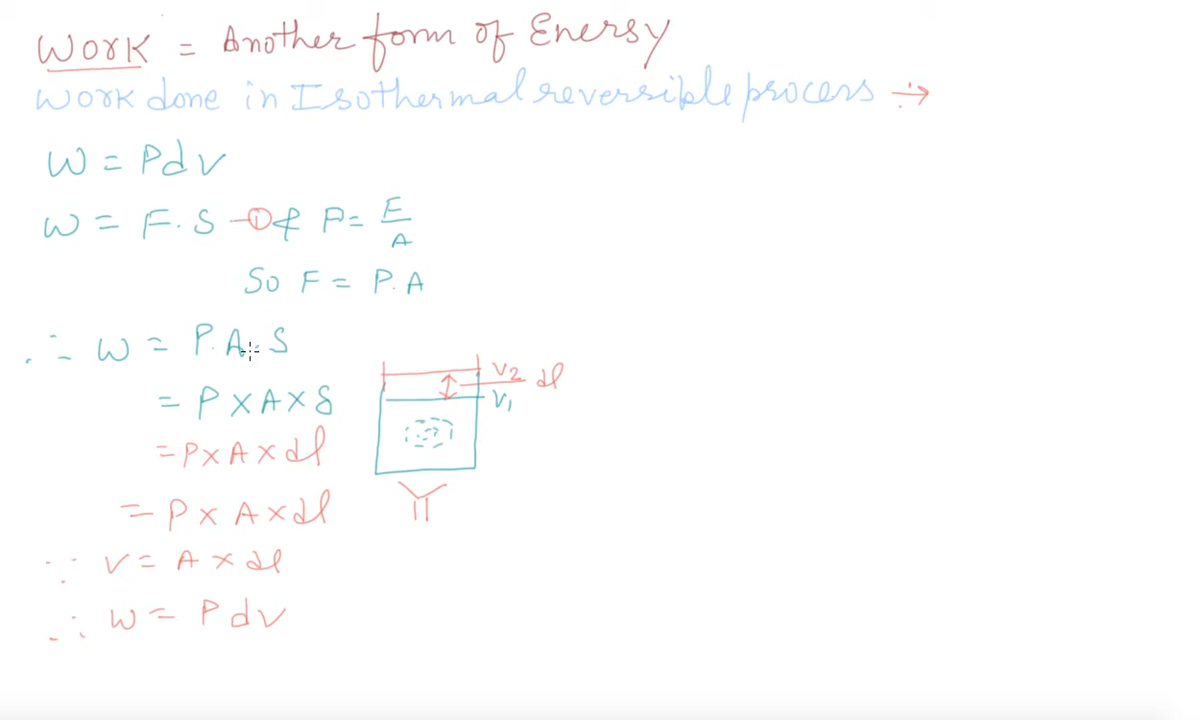 Work = Another form of Energy
Work done in Isothermal reversible process →
W = Pdv
W = F.S —① & P = F/A
So F = P.A
∴ W = P.A.S
= P × A × S
= P × A × dl
= P × A × dl
∵ V = A × dl
∴ W = P dv
V2 dl
V1